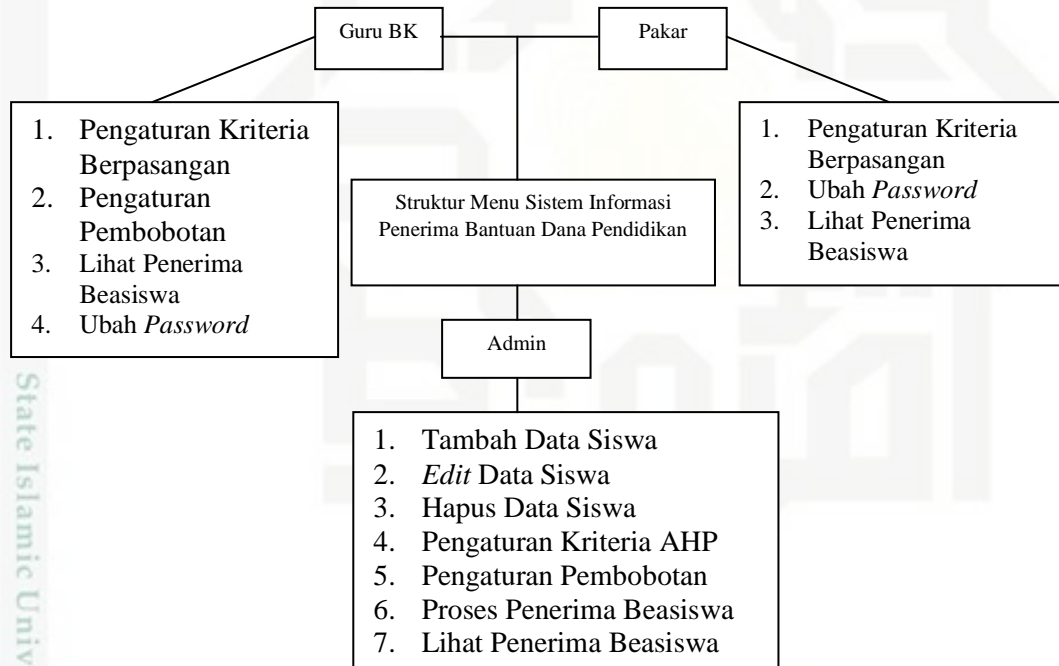 Guru BK
Pakar
1. Pengaturan Kriteria
Berpasangan
2. Pengaturan
Pembobotan
3. Lihat Penerima
Beasiswa
4. Ubah Password
Struktur Menu Sistem Informasi
Penerima Bantuan Dana Pendidikan
1. Pengaturan Kriteria
Berpasangan
2. Ubah Password
3. Lihat Penerima
Beasiswa
Admin
1. Tambah Data Siswa
2. Edit Data Siswa
3. Hapus Data Siswa
4. Pengaturan Kriteria AHP
5. Pengaturan Pembobotan
6. Proses Penerima Beasiswa
7. Lihat Penerima Beasiswa
State Islamic Univ